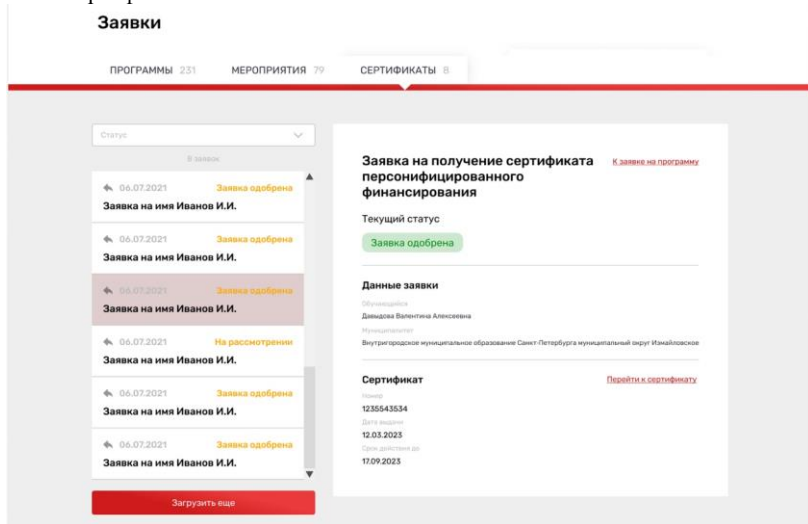 Заявки
ПРОГРАММЫ 231 МЕРОПРИЯТИЯ 79 СЕРТИФИКАТЫ 8
Статус
8 заявок
06.07.2021 Заявка одобрена
Заявка на имя Иванов И.И.
06.07.2021 Заявка одобрена
Заявка на имя Иванов И.И.
06.07.2021 Заявка одобрена
Заявка на имя Иванов И.И.
06.07.2021 На рассмотрении
Заявка на имя Иванов И.И.
06.07.2021 Заявка одобрена
Заявка на имя Иванов И.И.
06.07.2021 Заявка одобрена
Заявка на имя Иванов И.И.
Загрузить еще
Заявка на получение сертификата К заявке на программу
персонифицированного
финансирования
Текущий статус
Заявка одобрена
Данные заявки
Обучающийся
Давыдова Валентина Алексеевна
Муниципалитет
Внутригородское муниципальное образование Санкт-Петербурга муниципальный округ Измайловское
Сертификат Перейти к сертификату
Номер
1235543534
Дата выдачи
12.03.2023
Срок действия до
17.09.2023